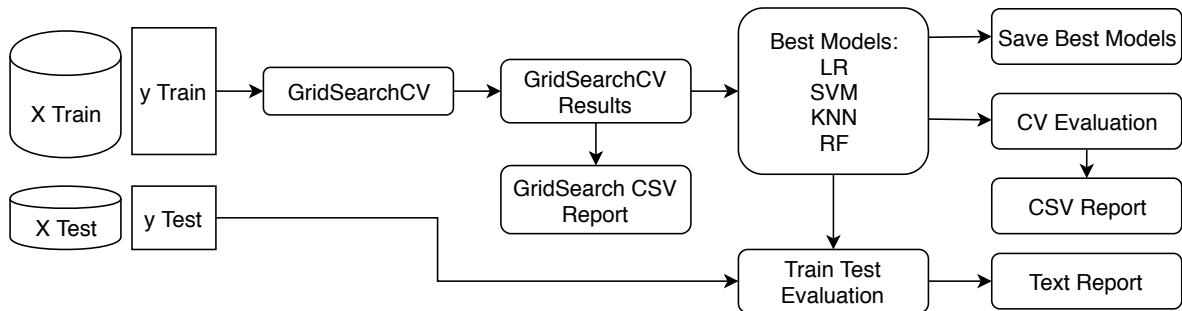 X Train
y Train
GridSearchCV
GridSearchCV
Results
GridSearch CSV
Report
Best Models:
LR
SVM
KNN
RF
Save Best Models
CV Evaluation
CSV Report
X Test
y Test
Train Test
Evaluation
Text Report